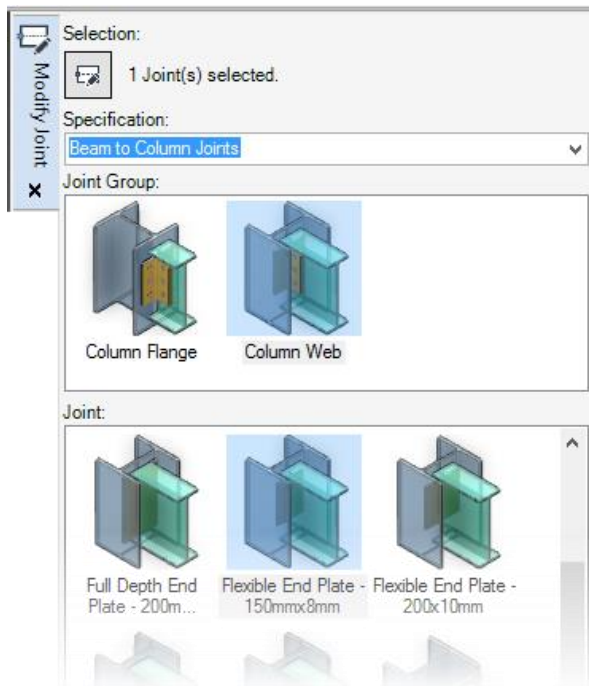 Selection:
Modify Joint
1 Joint(s) selected.
Specification:
Beam to Column Joints
Joint Group:
Column Flange
Column Web
Joint:
Full Depth End
Plate - 200m...
Flexible End Plate -
150mmx8mm
Flexible End Plate -
200x10mm